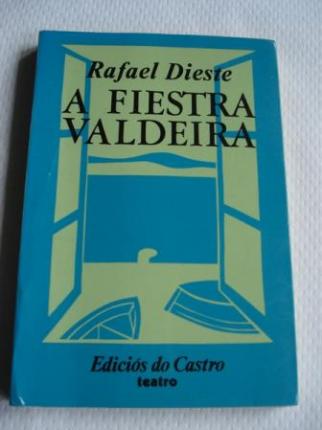 Rafael Dieste
A FIESTRA
VALDEIRA
Ediciós do Castro
teatro